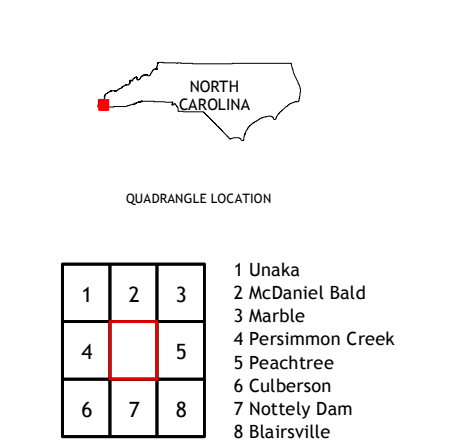 NORTH
CAROLINA
QUADRANGLE LOCATION
1 2 3
4 5
6 7 8
1 Unaka
2 McDaniel Bald
3 Marble
4 Persimmon Creek
5 Peachtree
6 Culberson
7 Nottely Dam
8 Blairsville